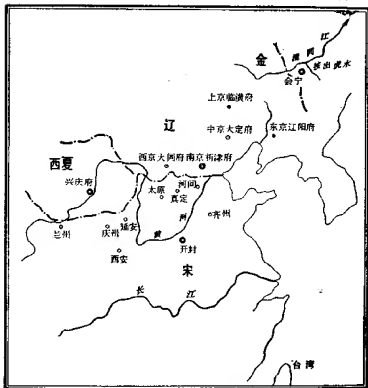 金
混同江
按出虎水
会宁
上京临潢府
辽
中京大定府
东京辽阳府
西京大同府
南京析津府
西夏
兴庆府
太原
河间
真定
黄河
齐州
兰州
庆州
延安
西安
开封
宋
长江
台湾